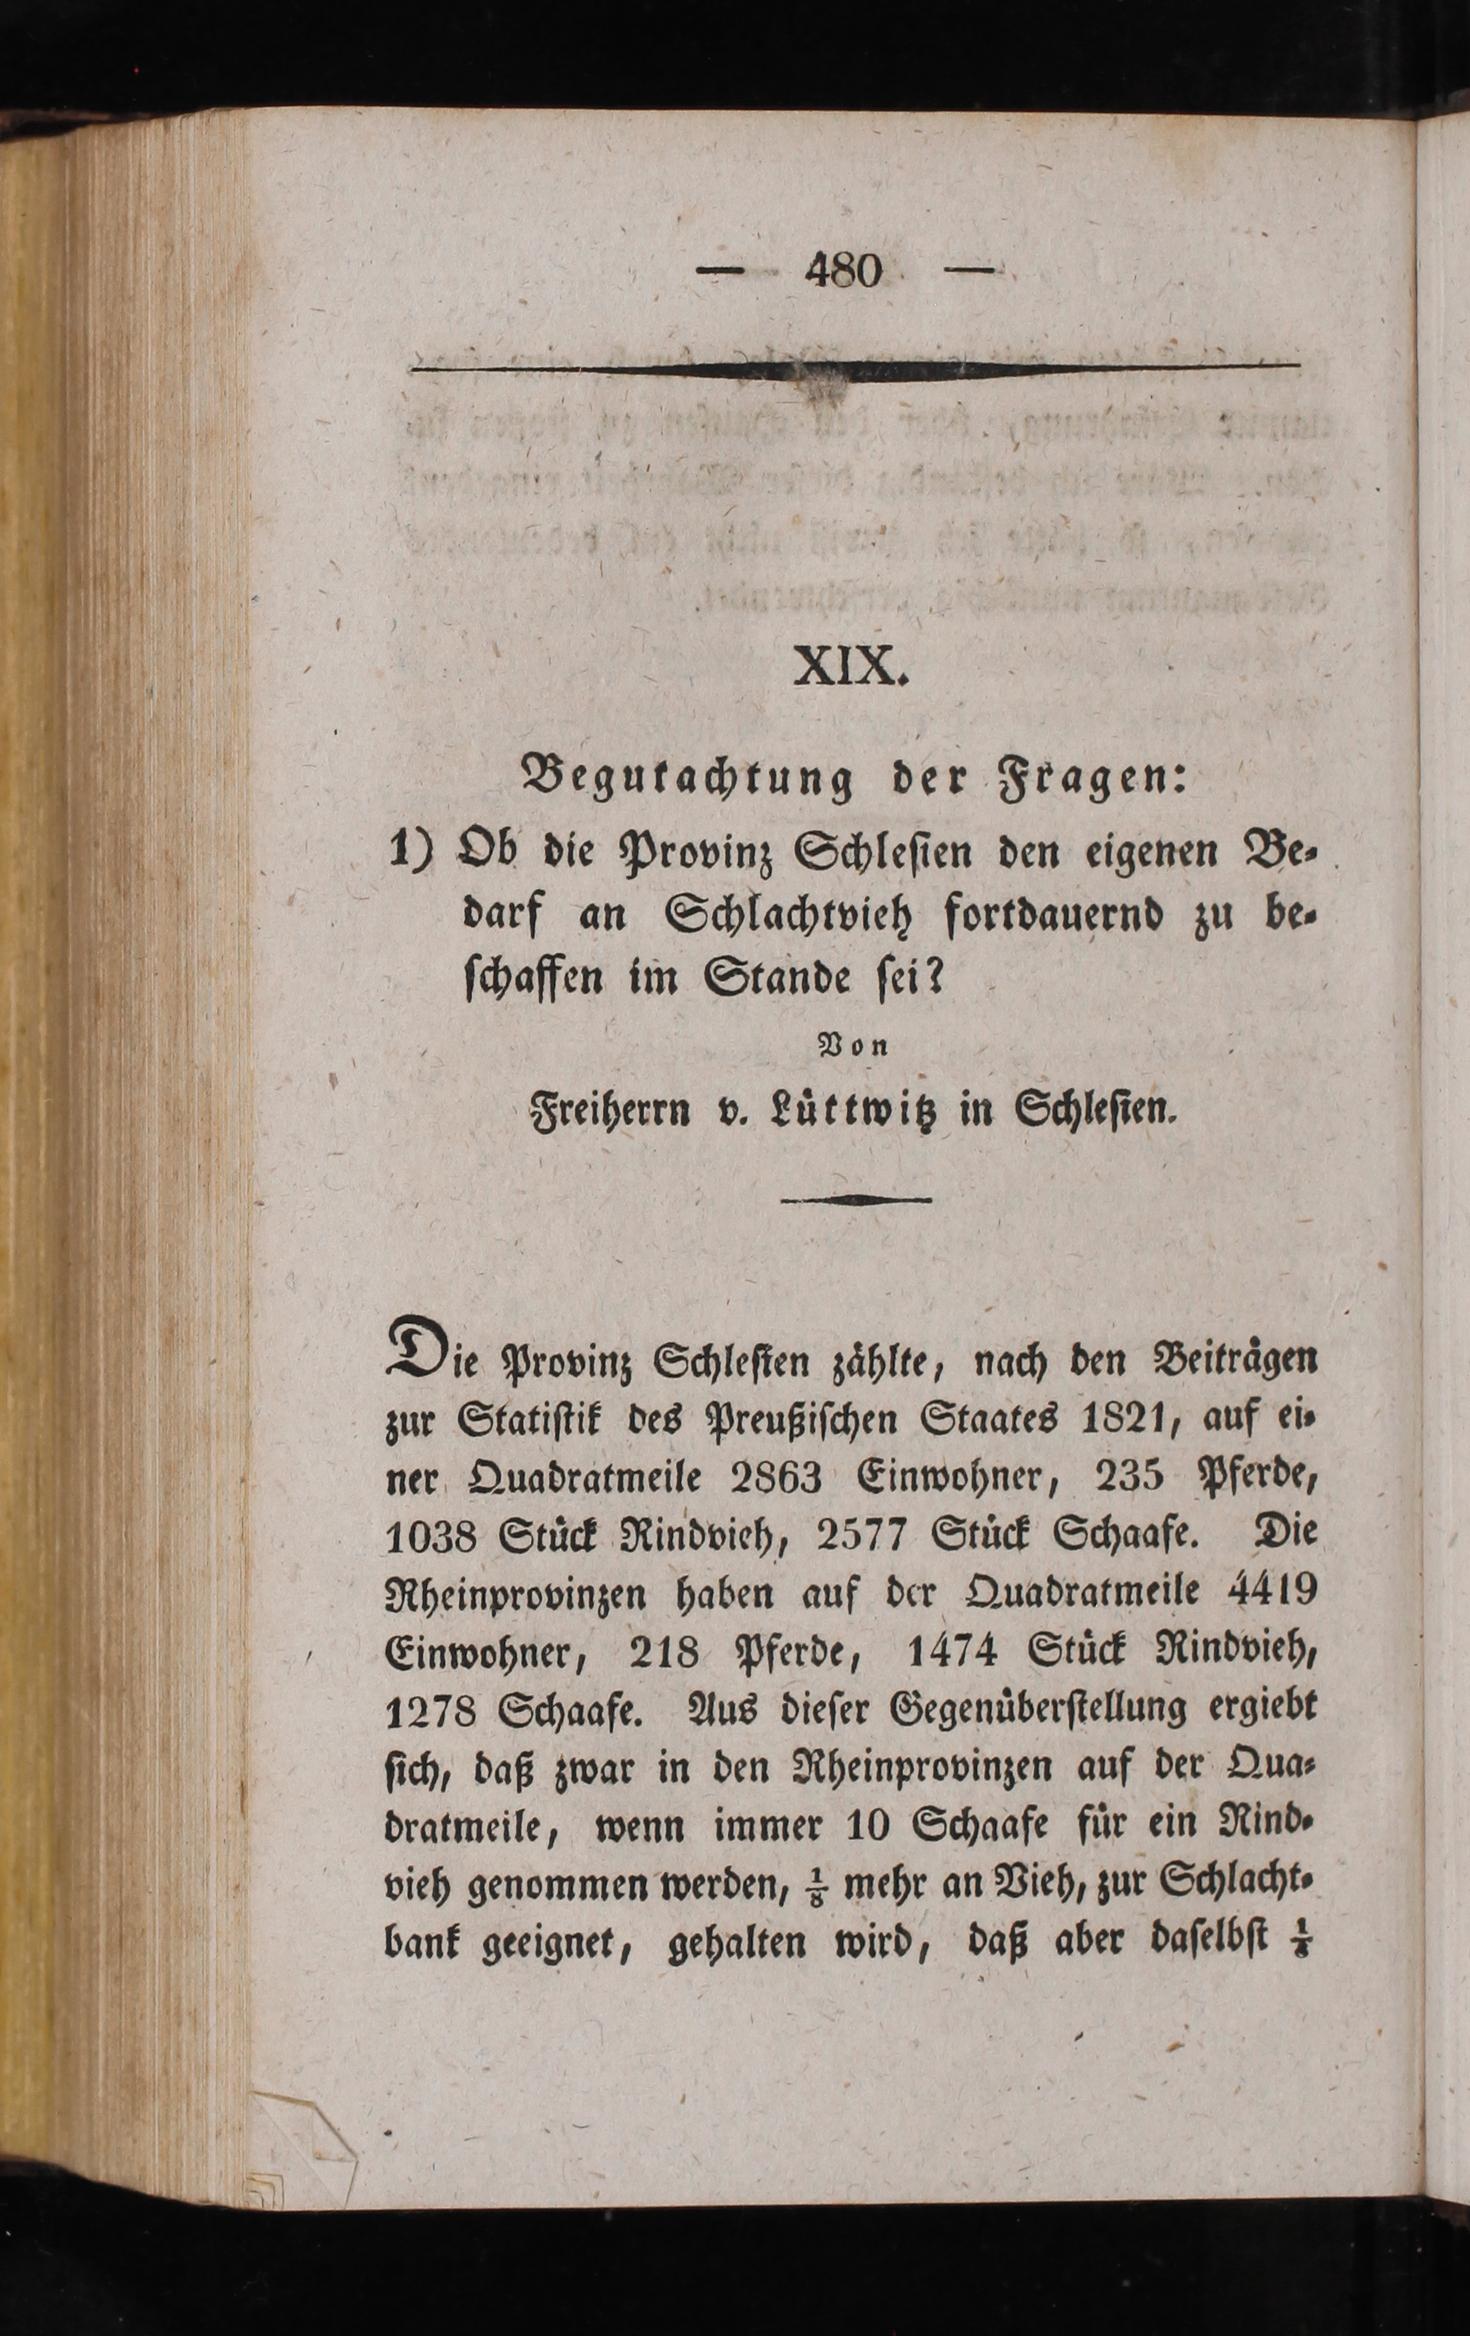 — 480 —
XIX.
Begutachtung der Fragen:
1) Ob die Provinz Schlesien den eigenen Be-
darf an Schlachtvieh fortdauernd zu be-
schaffen im Stande sei?
Von
Freiherrn v. Lüttwitz in Schlesien.
Die Provinz Schlesien zählte, nach den Beiträgen
zur Statistik des Preußischen Staates 1821, auf ei-
ner Quadratmeile 2863 Einwohner, 235 Pferde,
1038 Stück Rindvieh, 2577 Stück Schaafe. Die
Rheinprovinzen haben auf der Quadratmeile 4419
Einwohner, 218 Pferde, 1474 Stück Rindvieh,
1278 Schaafe. Aus dieser Gegenüberstellung ergiebt
sich, daß zwar in den Rheinprovinzen auf der Qua-
dratmeile, wenn immer 10 Schaafe für ein Rind-
vieh genommen werden, ⅛ mehr an Vieh, zur Schlacht-
bank geeignet, gehalten wird, daß aber daselbst